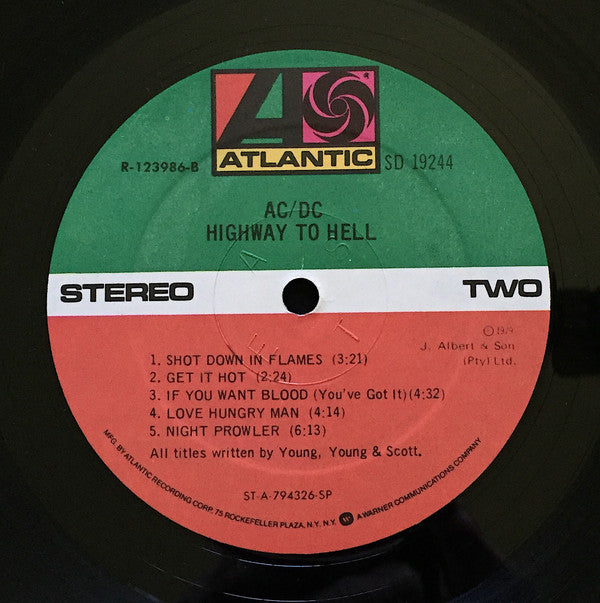 ATLANTIC
R-123986-B SD 19244
AC/DC
HIGHWAY TO HELL
STEREO TWO
℗1979
J. Albert & Son
(Pty) Ltd.
1. SHOT DOWN IN FLAMES (3:21)
2. GET IT HOT (2:24)
3. IF YOU WANT BLOOD (You've Got It)(4:32)
4. LOVE HUNGRY MAN (4:14)
5. NIGHT PROWLER (6:13)
All titles written by Young, Young & Scott.
ST-A-794326-SP
MFG. BY ATLANTIC RECORDING CORP. 75 ROCKEFELLER PLAZA, N.Y. N.Y. A WARNER COMMUNICATIONS COMPANY